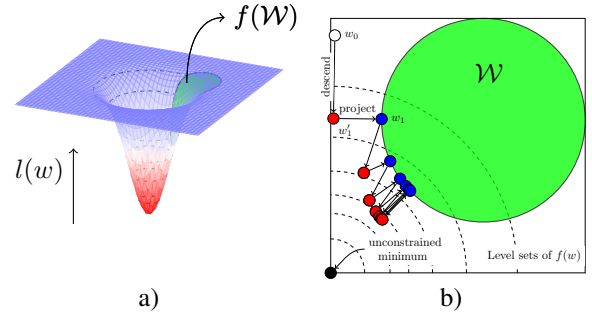 f(𝒲)
l(w)
a)
w₀
descend
project
w₁
w′₁
𝒲
unconstrained
minimum
Level sets of f(w)
b)